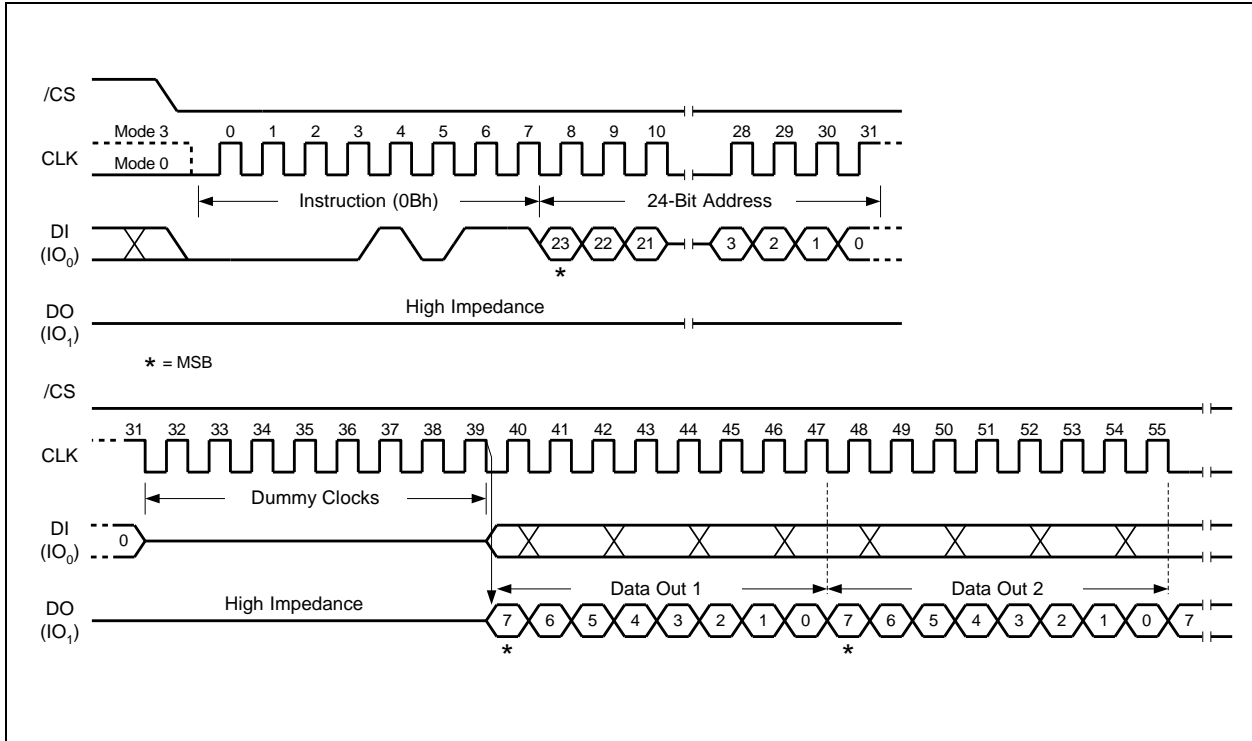 /CS
Mode 3 0 1 2 3 4 5 6 7 8 9 10 28 29 30 31
CLK Mode 0
Instruction (0Bh) 24-Bit Address
DI
(IO0) 23 22 21 3 2 1 0
*
High Impedance
DO
(IO1)
* = MSB
/CS
31 32 33 34 35 36 37 38 39 40 41 42 43 44 45 46 47 48 49 50 51 52 53 54 55
CLK
Dummy Clocks
DI
(IO0) 0
Data Out 1 Data Out 2
High Impedance
DO
(IO1) 7 6 5 4 3 2 1 0 7 6 5 4 3 2 1 0 7
* *